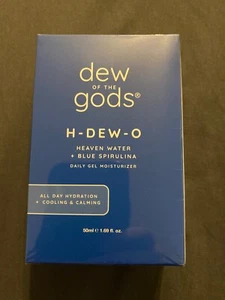 dew
OF THE
gods®
H-DEW-O
HEAVEN WATER
+ BLUE SPIRULINA
DAILY GEL MOISTURIZER
ALL DAY HYDRATION
+ COOLING & CALMING
50ml ℮ 1.69 fl. oz.